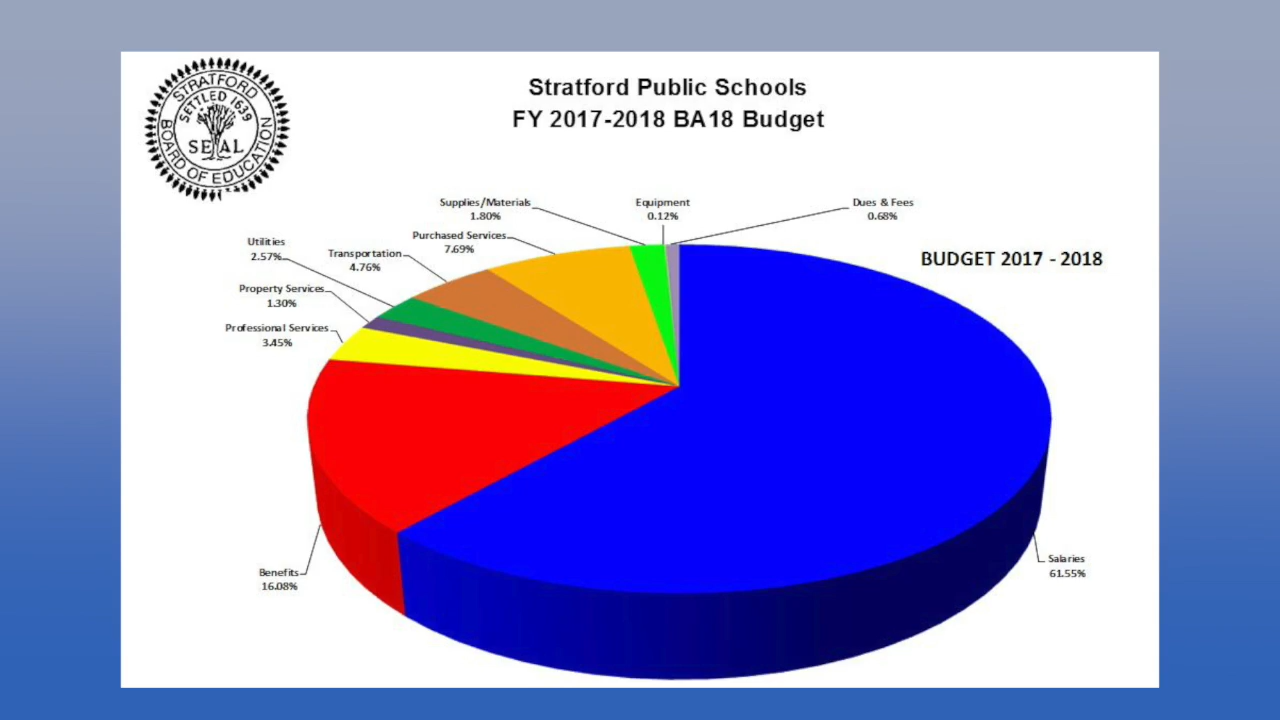 STRATFORD
SETTLED 1639
SEAL
BOARD OF EDUCATION
Stratford Public Schools
FY 2017-2018 BA18 Budget
BUDGET 2017 - 2018
Supplies/Materials
1.80%
Equipment
0.12%
Dues & Fees
0.68%
Purchased Services
7.69%
Utilities
2.57%
Transportation
4.76%
Property Services
1.30%
Professional Services
3.45%
Benefits
16.08%
Salaries
61.55%